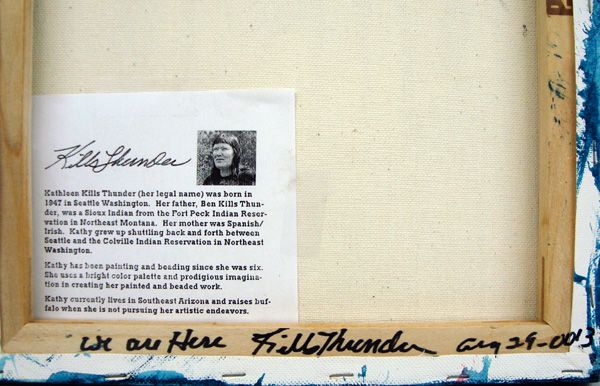 Kills Thunder
Kathleen Kills Thunder (her legal name) was born in
1947 in Seattle Washington. Her father, Ben Kills Thun-
der, was a Sioux Indian from the Fort Peck Indian Reser-
vation in Northeast Montana. Her mother was Spanish/
Irish. Kathy grew up shuttling back and forth between
Seattle and the Colville Indian Reservation in Northeast
Washington.
Kathy has been painting and beading since she was six.
She uses a bright color palette and prodigious imagina-
tion in creating her painted and beaded work.
Kathy currently lives in Southeast Arizona and raises buf-
falo when she is not pursuing her artistic endeavors.
We are Here KillsThunder aug 29-0013